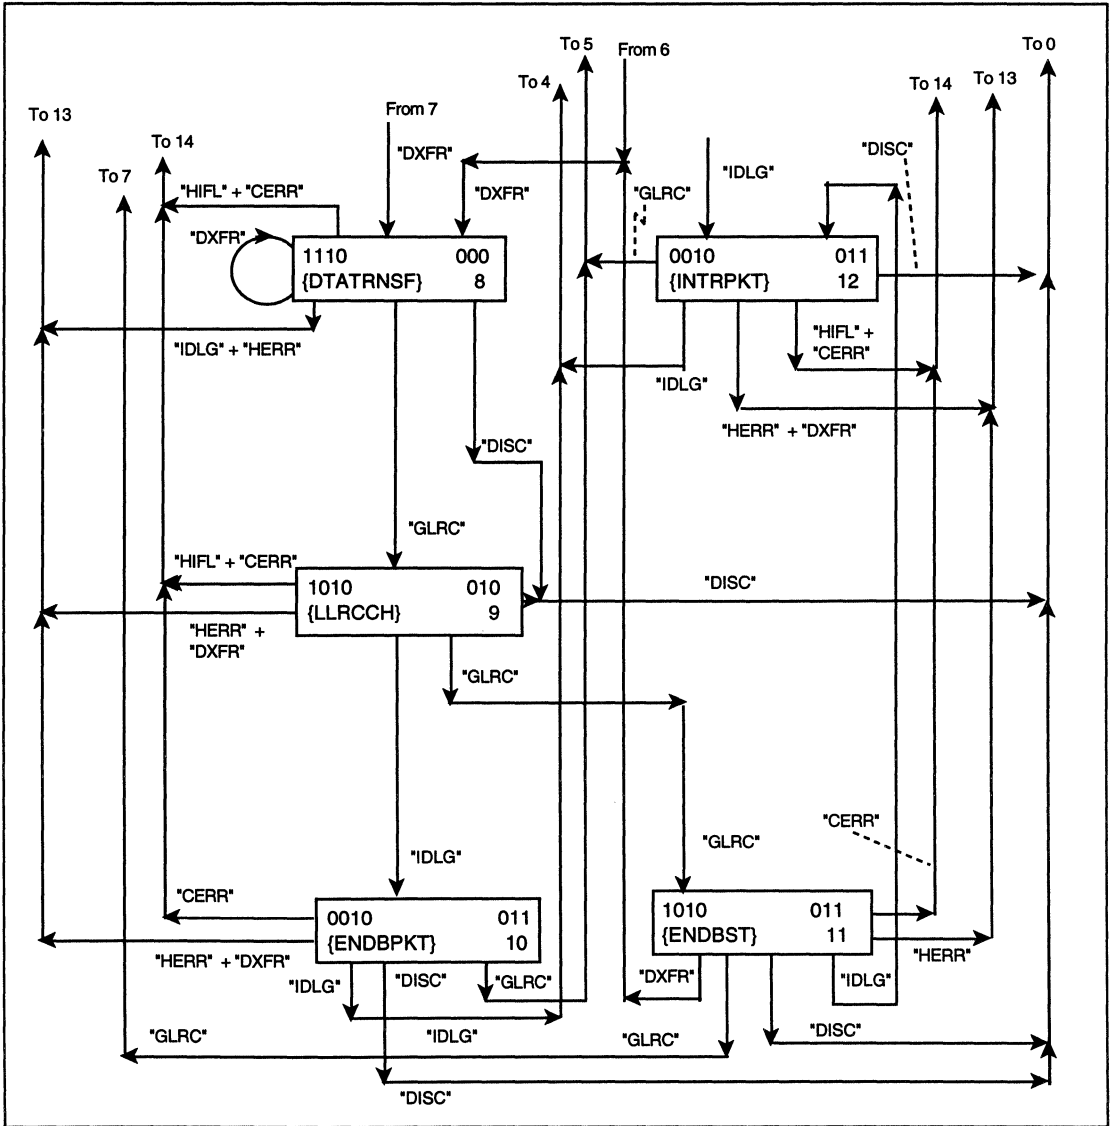 To 5
From 6
To 0
To 4
To 14
To 13
From 7
To 13
To 14
To 7
"DXFR"
"DISC"
"IDLG"
"HIFL" + "CERR"
"DXFR"
"GLRC"
"DXFR"
1110 000
{DTATRNSF} 8
0010 011
{INTRPKT} 12
"IDLG" + "HERR"
"HIFL" +
"CERR"
"IDLG"
"HERR" + "DXFR"
"DISC"
"GLRC"
"HIFL" + "CERR"
1010 010
{LLRCCH} 9
"DISC"
"HERR" +
"DXFR"
"GLRC"
"CERR"
"GLRC"
"IDLG"
"CERR"
0010 011
{ENDBPKT} 10
1010 011
{ENDBST} 11
"HERR" + "DXFR"
"HERR"
"IDLG"
"DISC"
"GLRC"
"DXFR"
"IDLG"
"GLRC"
"IDLG"
"GLRC"
"DISC"
"DISC"